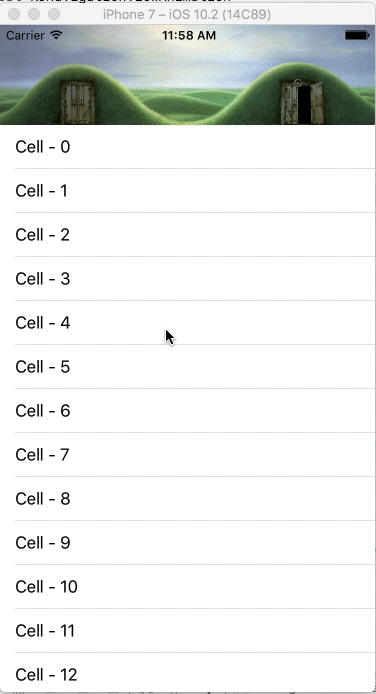 iPhone 7 – iOS 10.2 (14C89)
Carrier 11:58 AM
Cell - 0
Cell - 1
Cell - 2
Cell - 3
Cell - 4
Cell - 5
Cell - 6
Cell - 7
Cell - 8
Cell - 9
Cell - 10
Cell - 11
Cell - 12